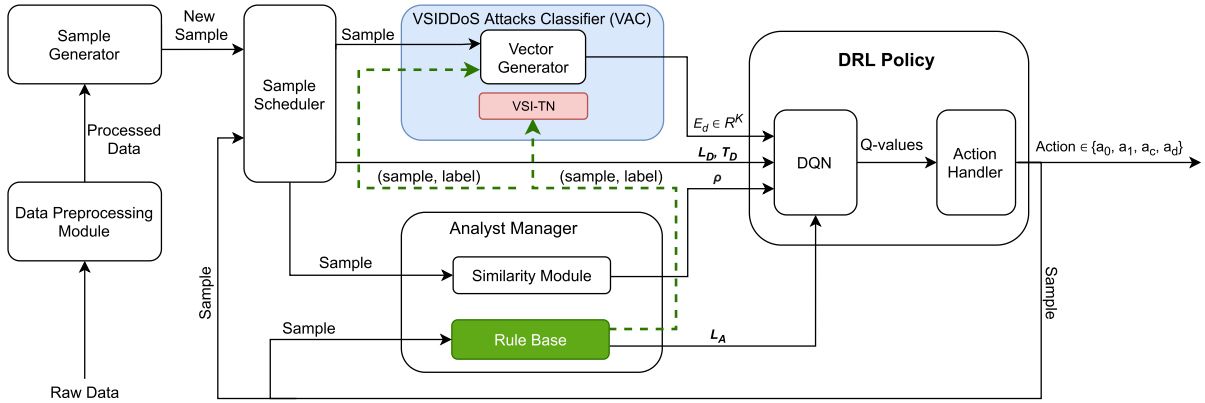 Sample
Generator
New
Sample
Processed
Data
Data Preprocessing
Module
Raw Data
Sample
Scheduler
Sample
VSIDDoS Attacks Classifier (VAC)
Vector
Generator
VSI-TN
(sample, label)
(sample, label)
E_d ∈ R^K
L_D, T_D
ρ
Analyst Manager
Sample
Similarity Module
Sample
Rule Base
L_A
DRL Policy
DQN
Q-values
Action
Handler
Action ∈ {a_0, a_1, a_c, a_d}
Sample
Sample